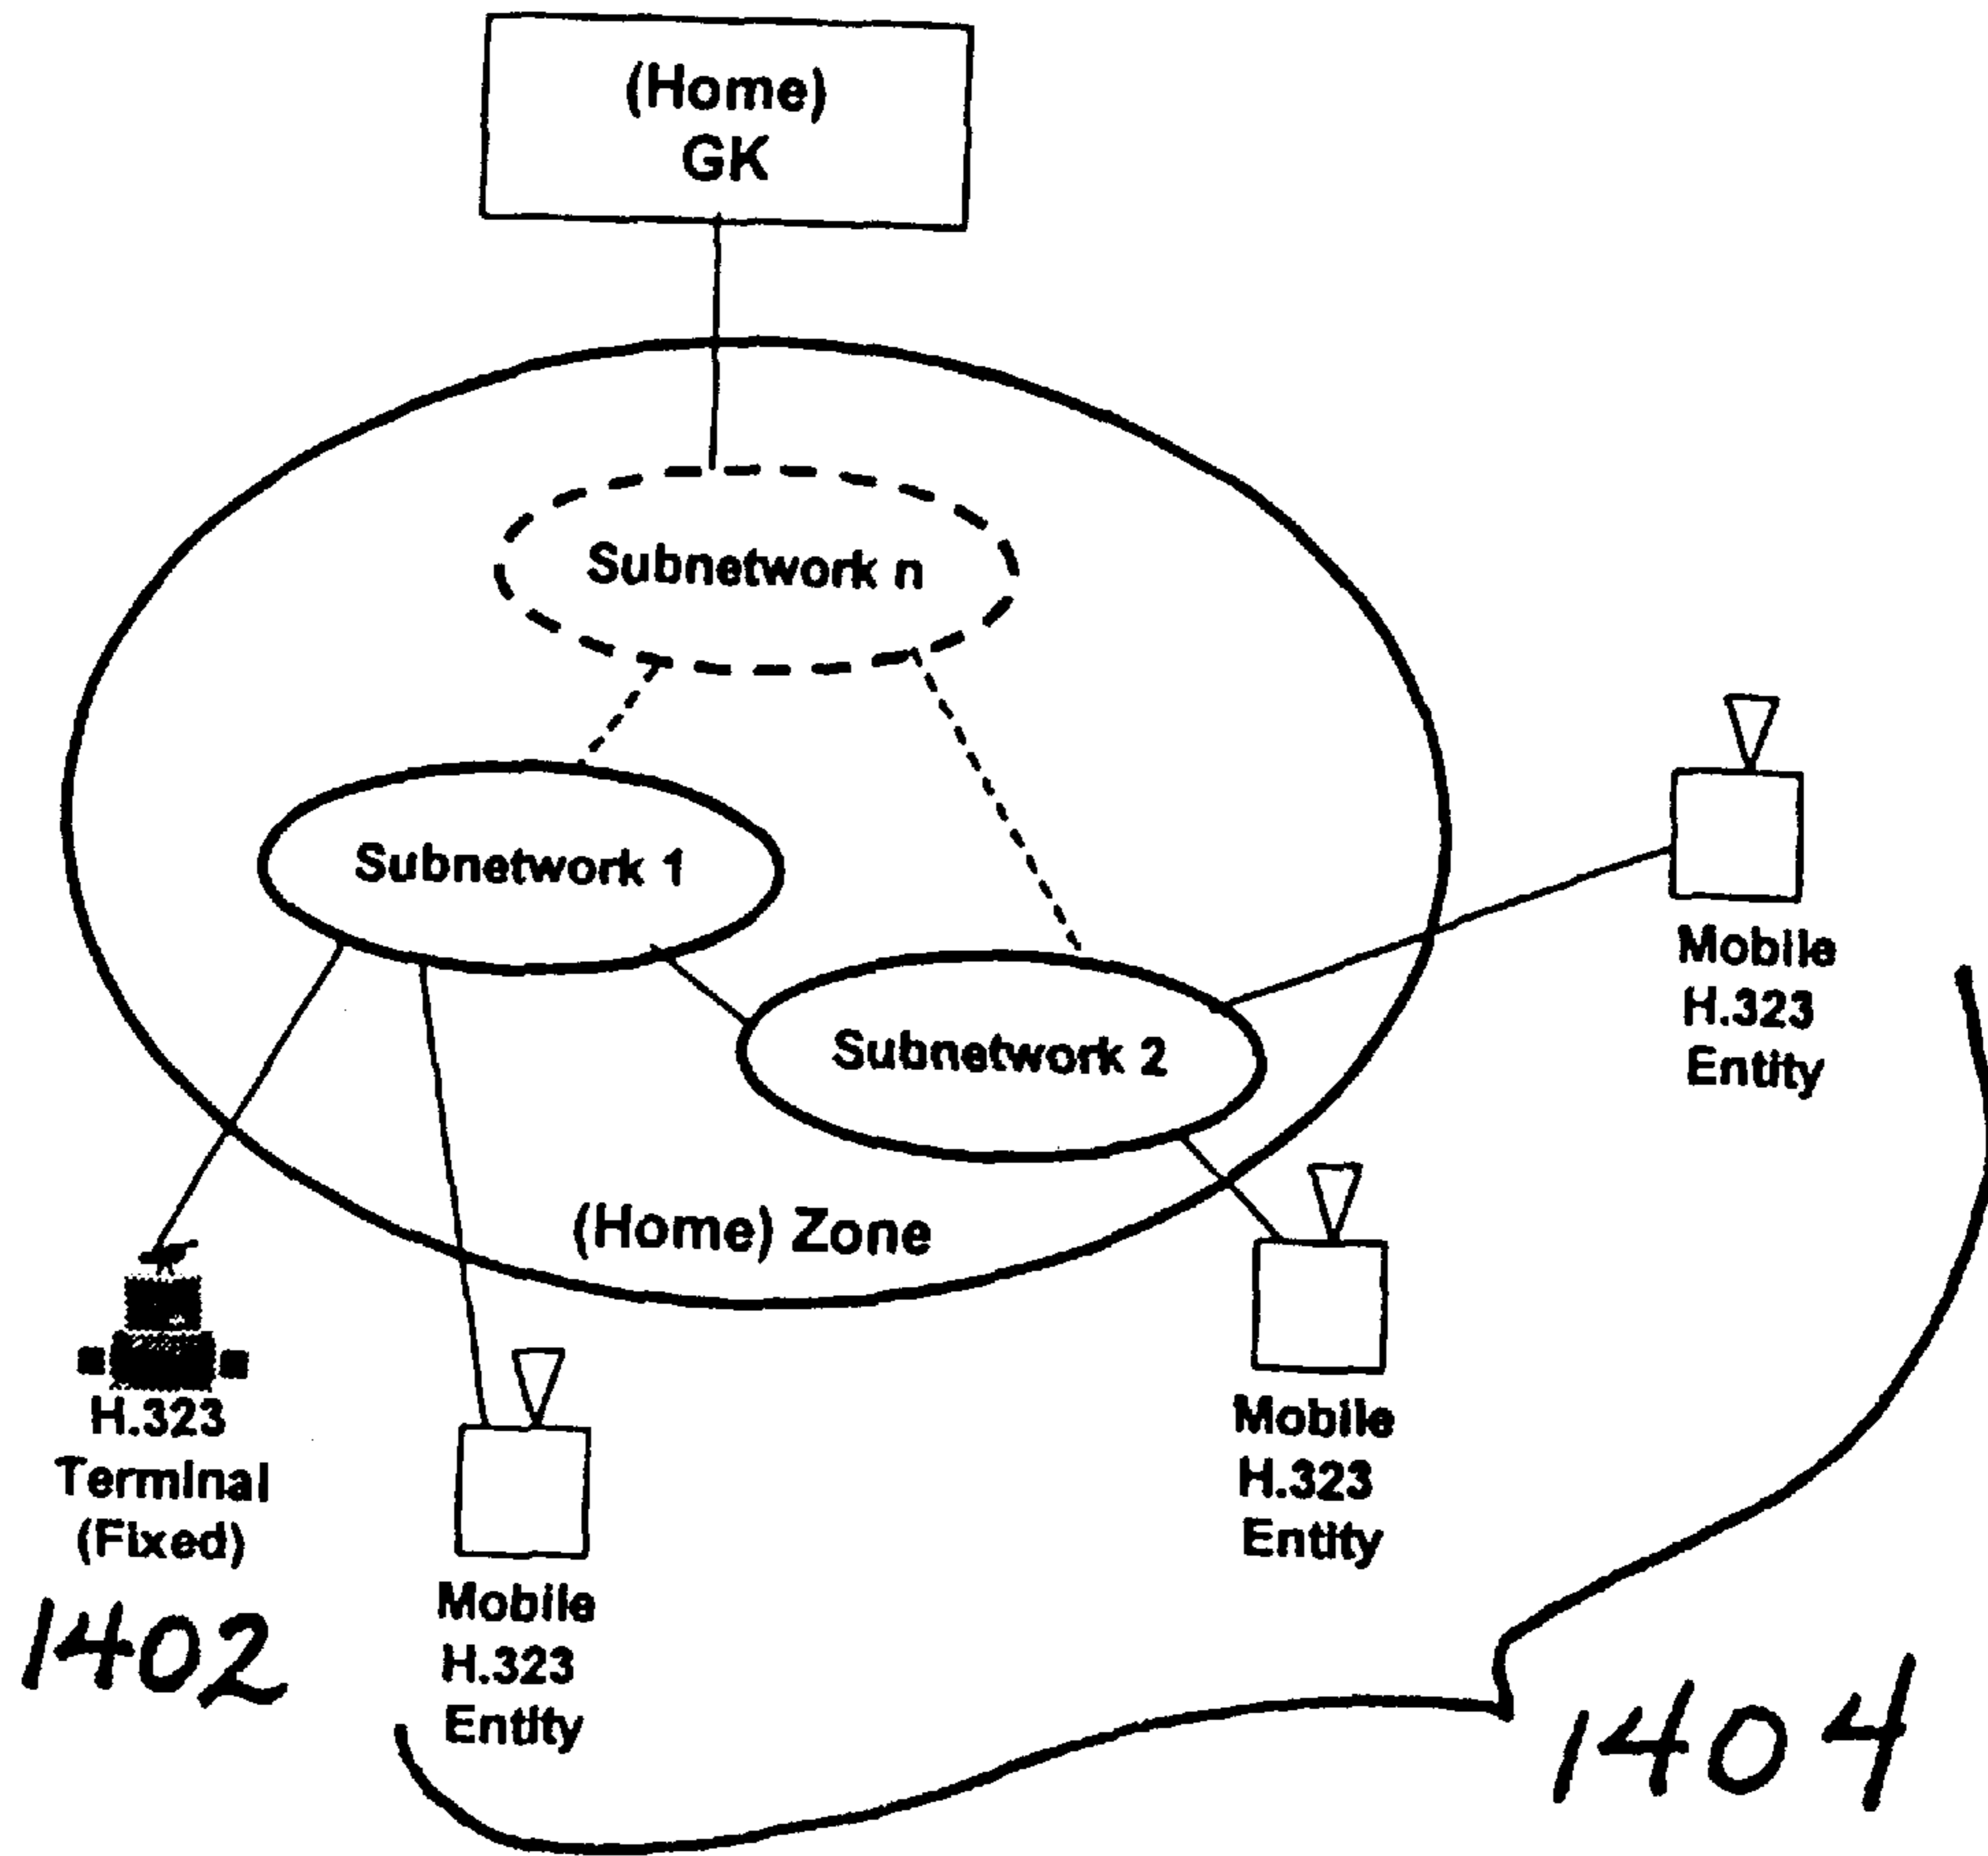 (Home)
GK
Subnetwork n
Subnetwork 1
Subnetwork 2
(Home) Zone
Mobile
H.323
Entity
Mobile
H.323
Entity
H.323
Terminal
(Fixed)
1402
Mobile
H.323
Entity
1404